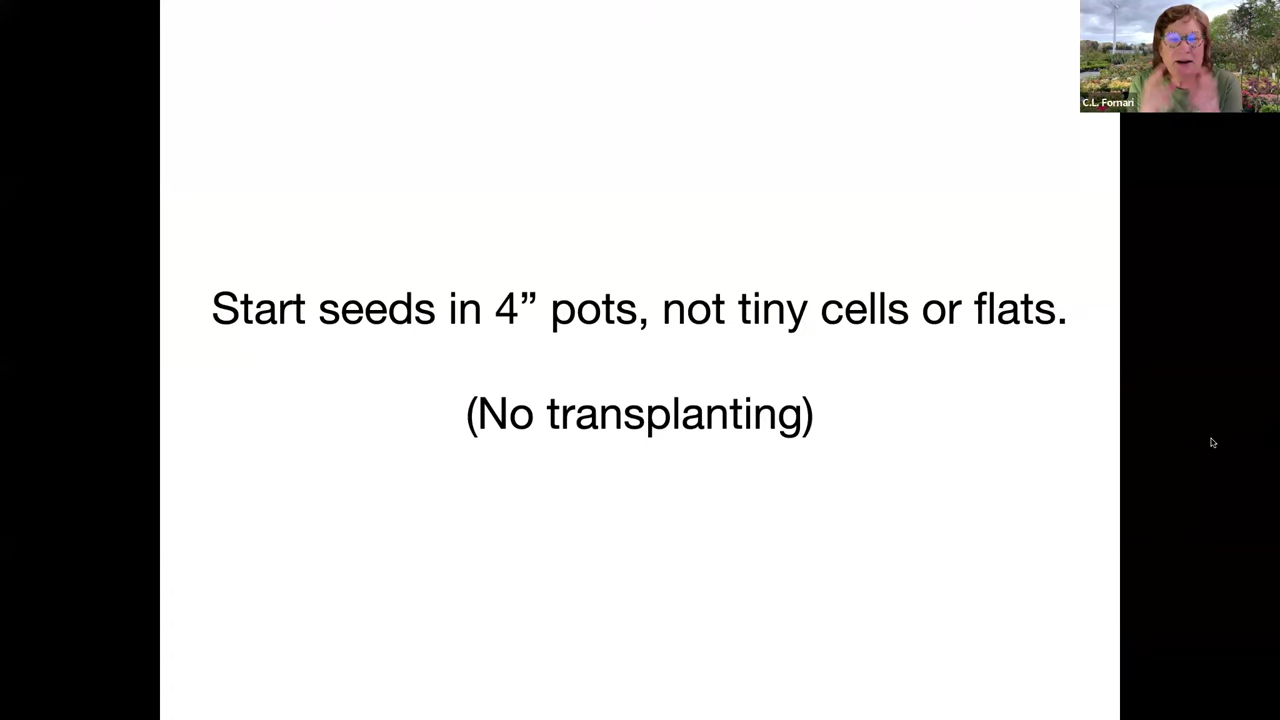 C.L. Fornari
Start seeds in 4” pots, not tiny cells or flats.
(No transplanting)